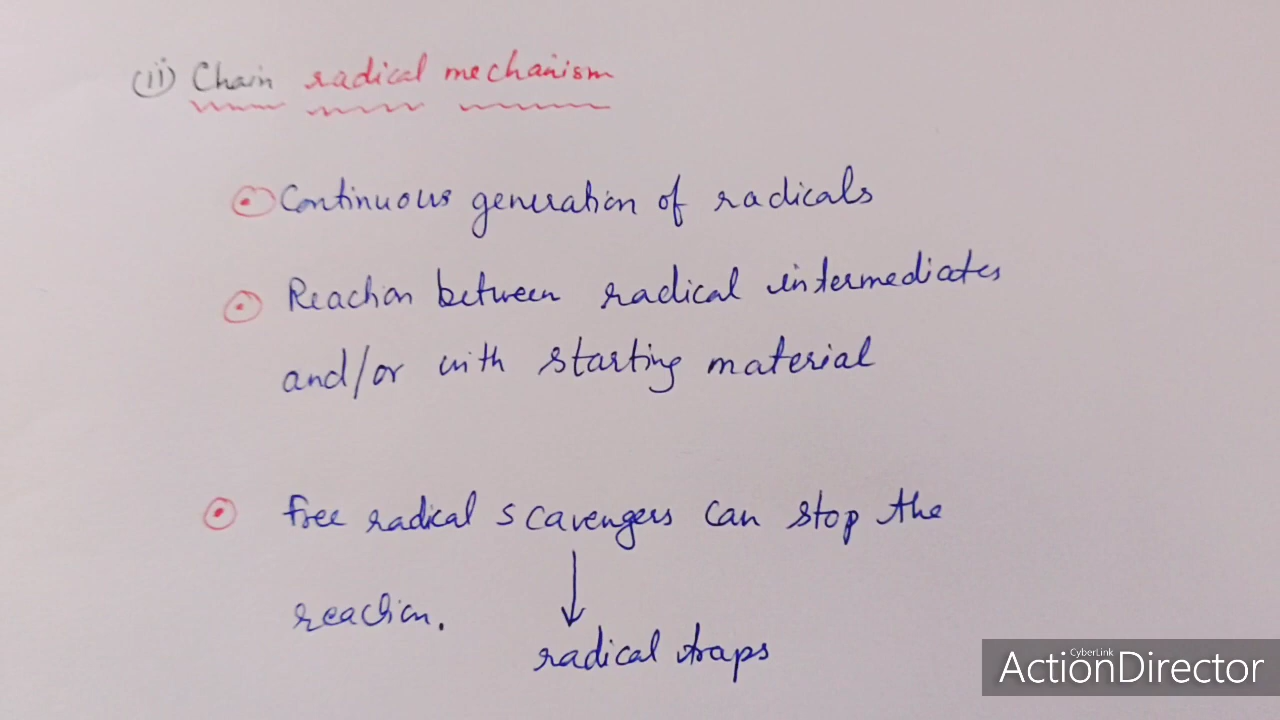 (ii) Chain radical mechanism
Continuous generation of radicals
Reaction between radical intermediates
and/or with starting material
free radical scavengers can stop the
reaction.
radical traps
CyberLink
ActionDirector